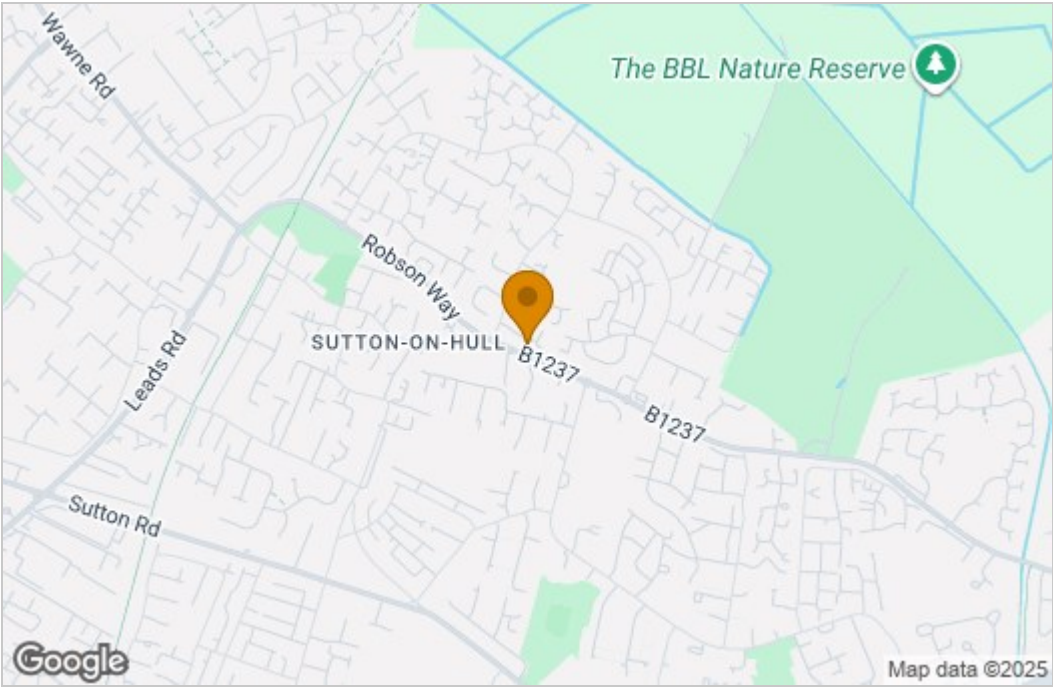 Wawne Rd
The BBL Nature Reserve
Robson Way
SUTTON-ON-HULL
B1237
Leads Rd
B1237
Sutton Rd
Google
Map data ©2025